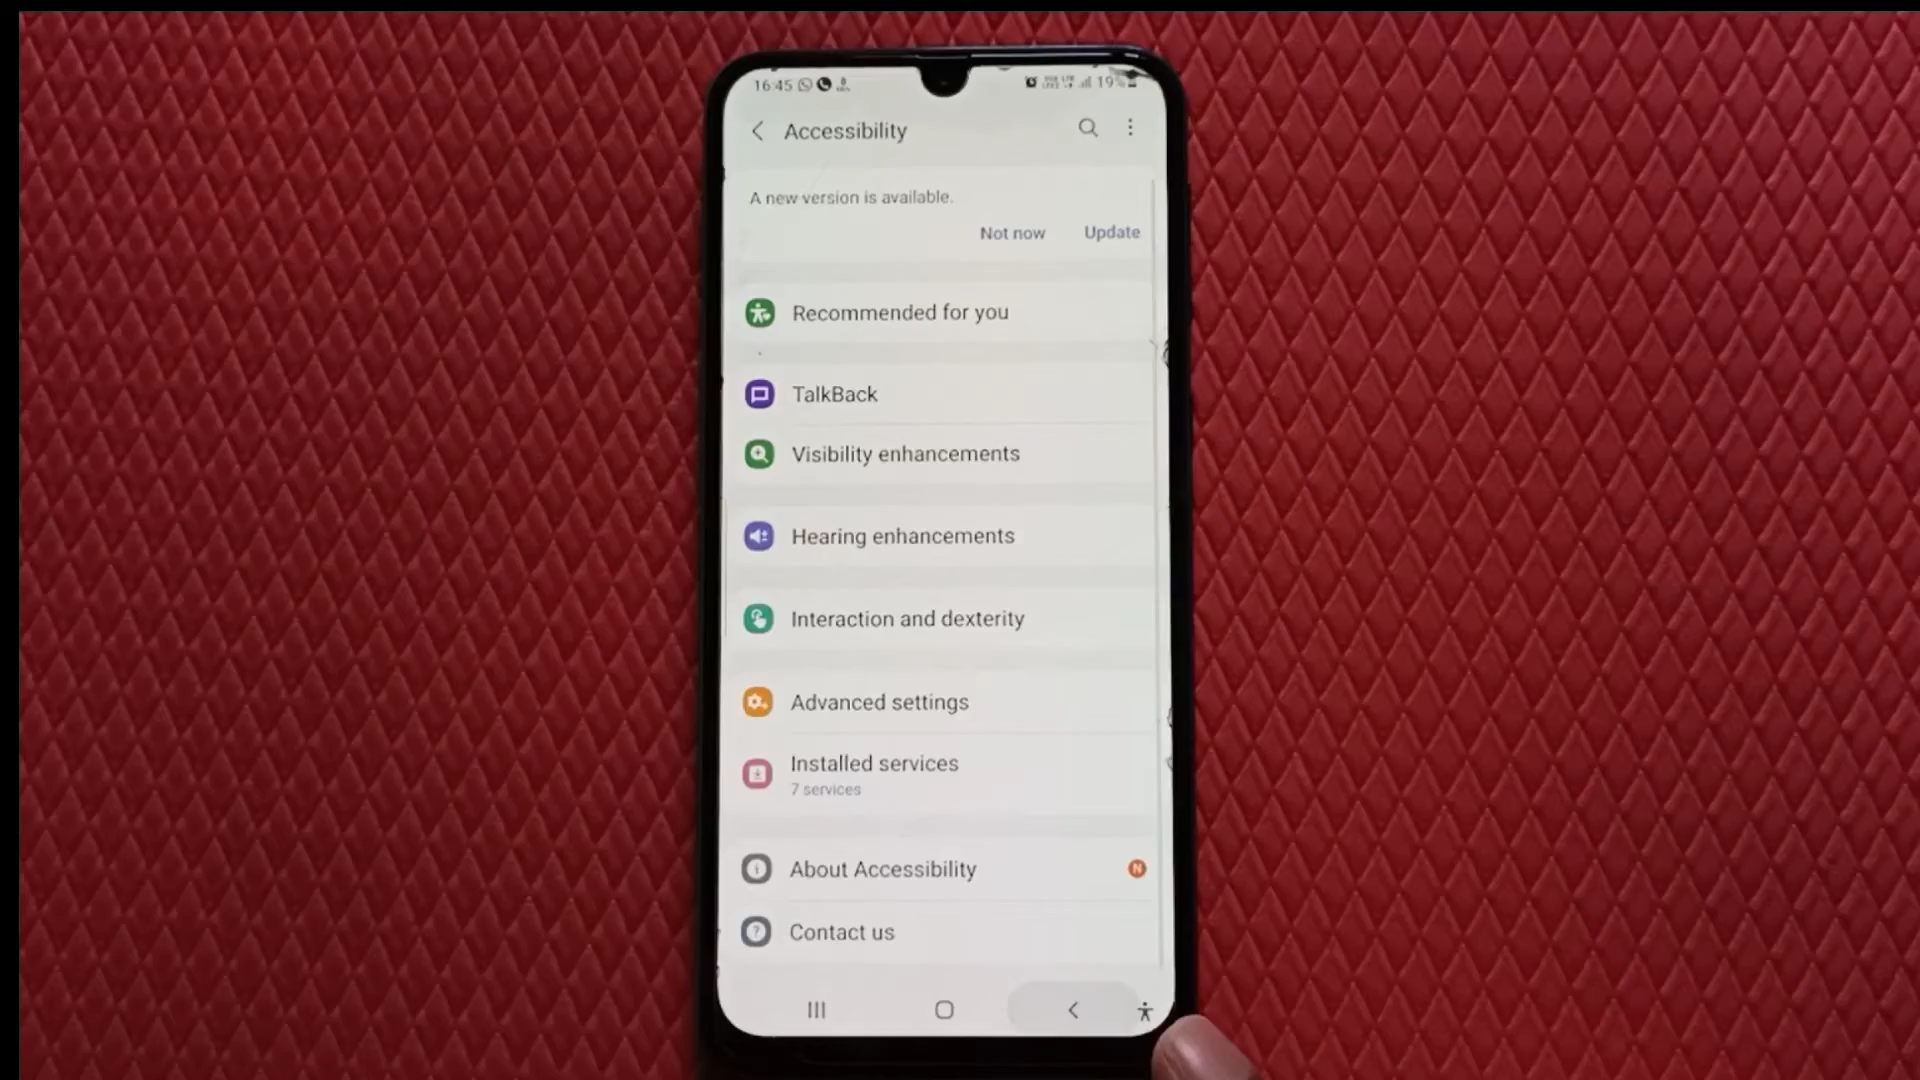 16:45
19%
Accessibility
A new version is available.
Not now
Update
Recommended for you
TalkBack
Visibility enhancements
Hearing enhancements
Interaction and dexterity
Advanced settings
Installed services
7 services
About Accessibility
N
Contact us